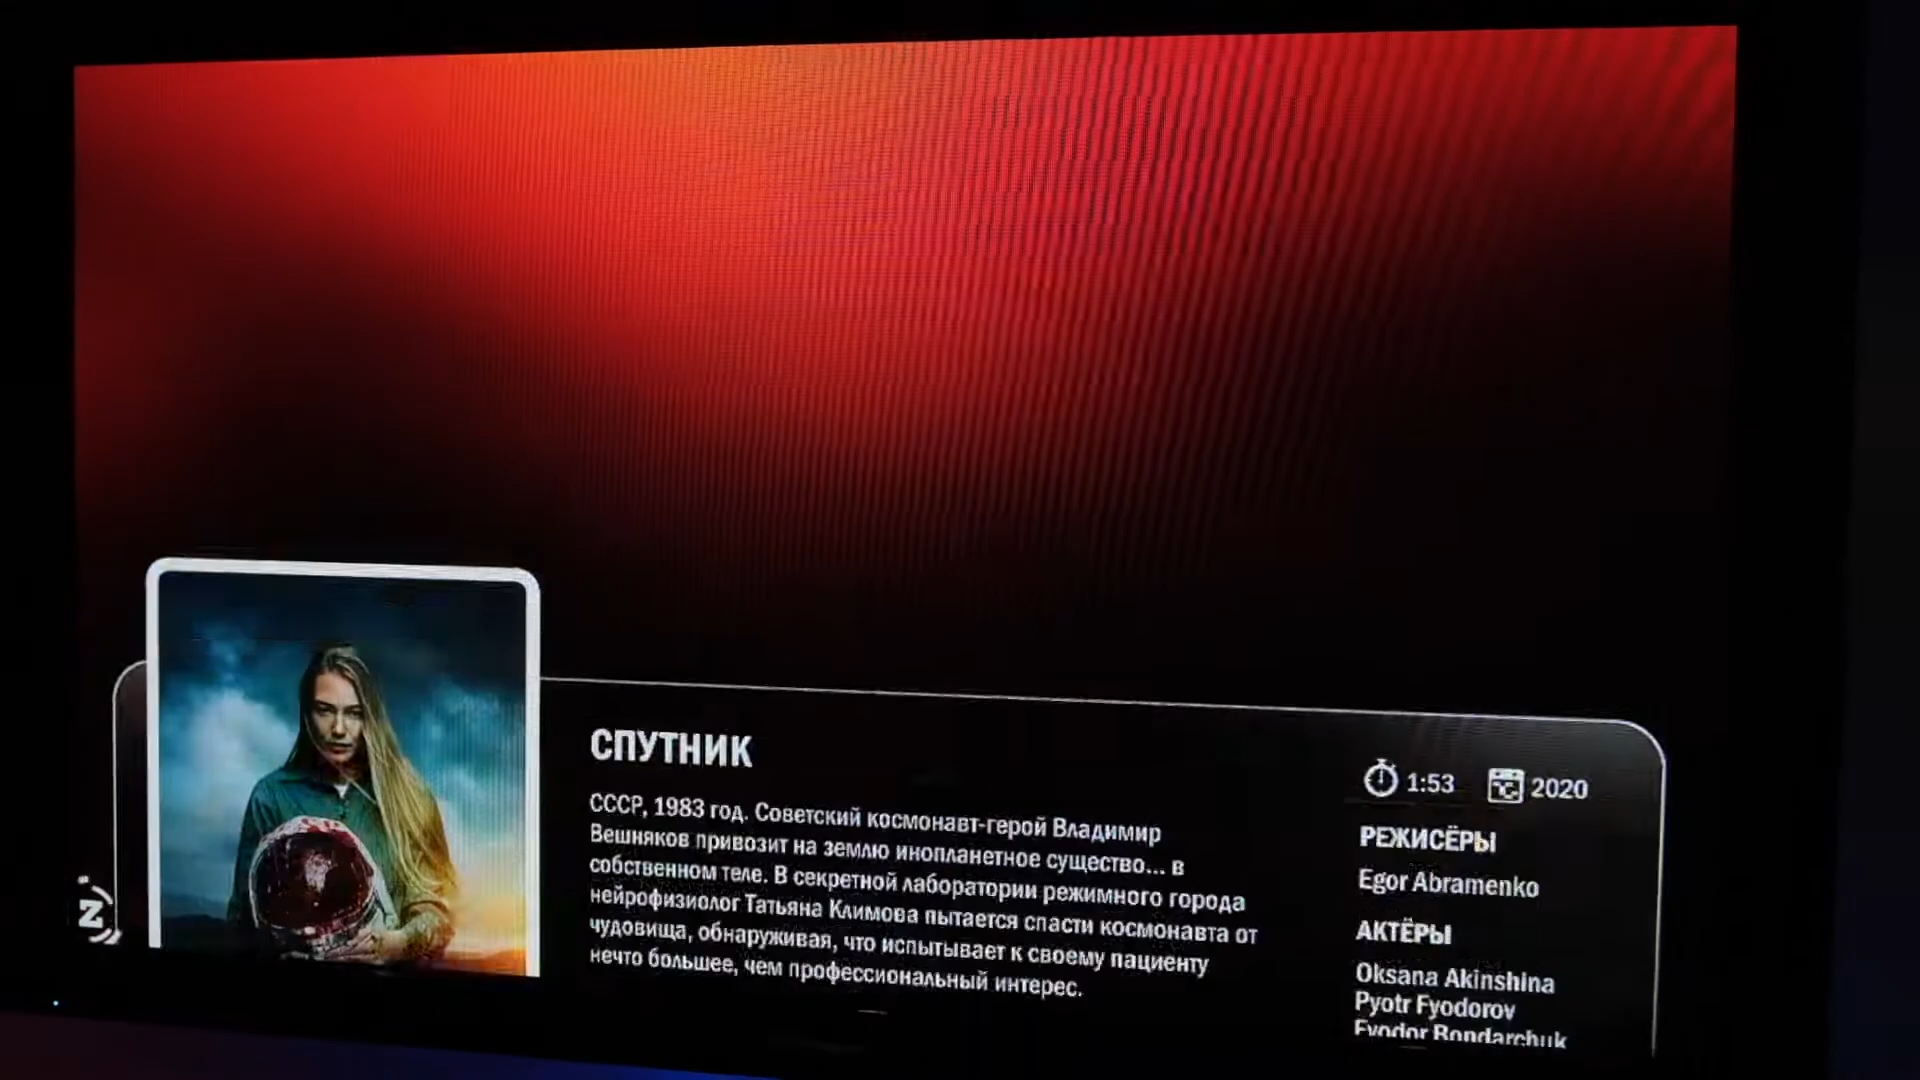 СПУТНИК
СССР, 1983 год. Советский космонавт-герой Владимир
Вешняков привозит на землю инопланетное существо... в
собственном теле. В секретной лаборатории режимного города
нейрофизиолог Татьяна Климова пытается спасти космонавта от
чудовища, обнаруживая, что испытывает к своему пациенту
нечто большее, чем профессиональный интерес.
1:53 2020
РЕЖИСЁРЫ
Egor Abramenko
АКТЁРЫ
Oksana Akinshina
Pyotr Fyodorov
Fyodor Bondarchuk
z